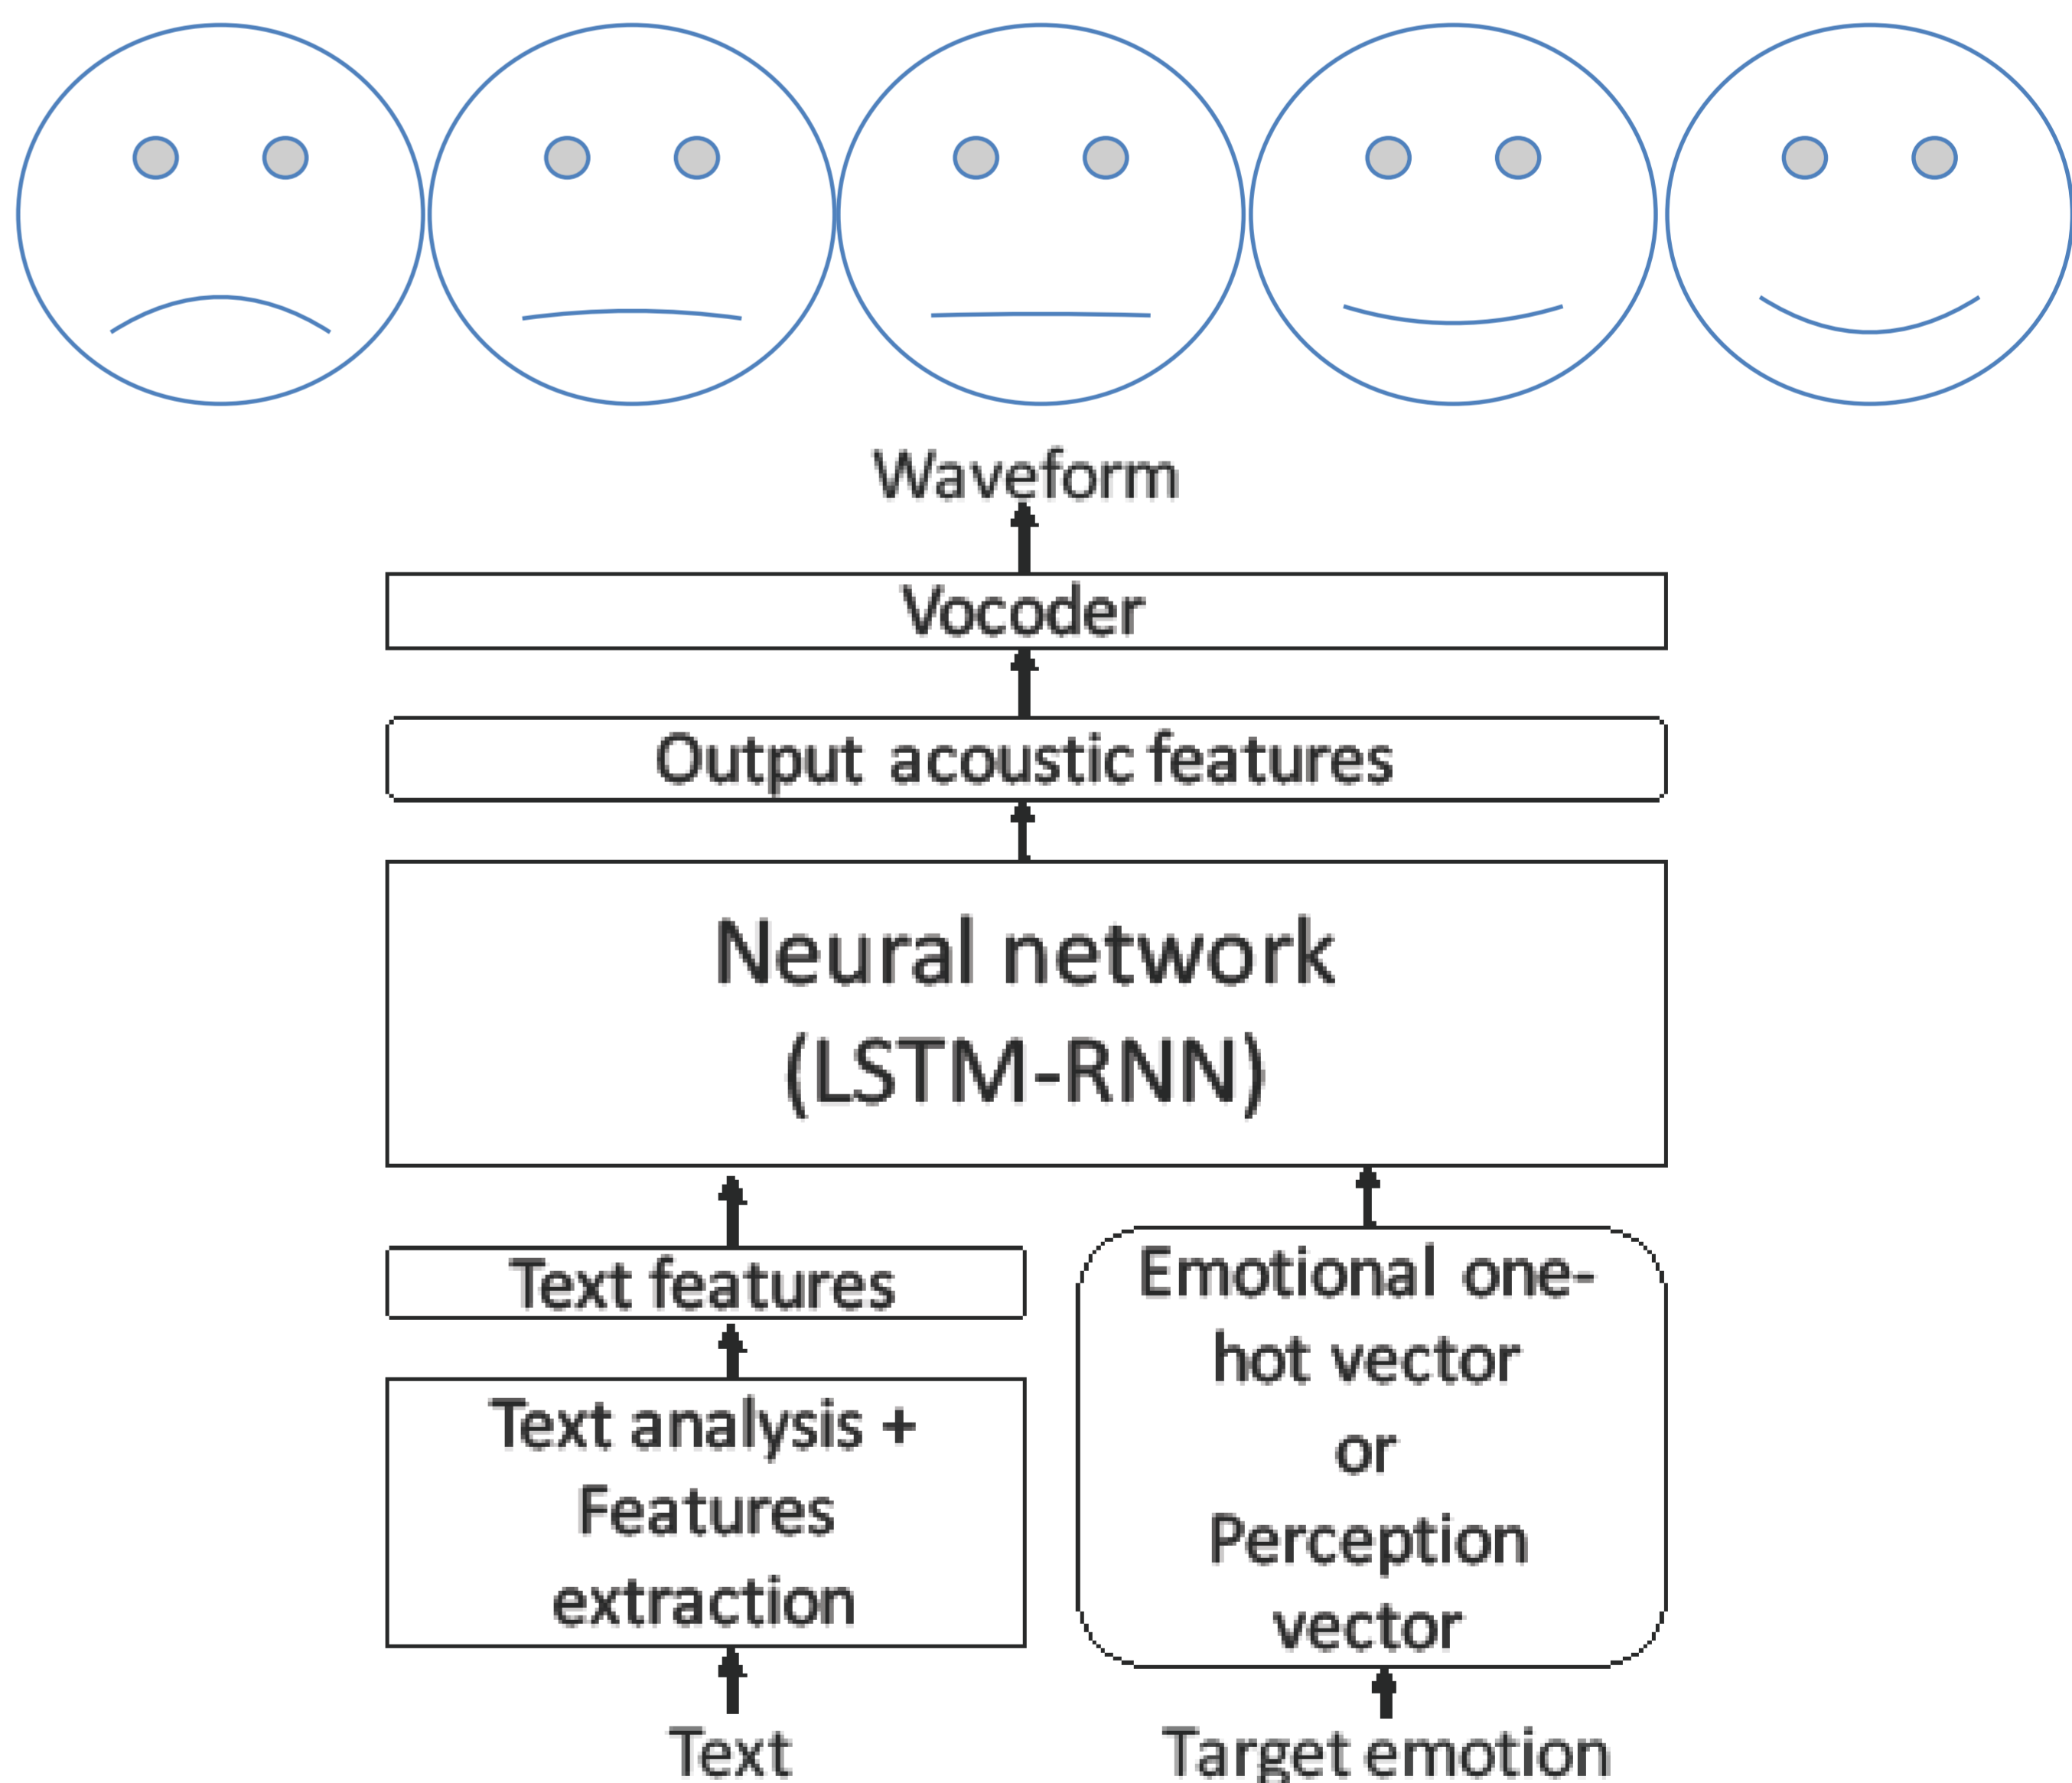 Waveform
Vocoder
Output acoustic features
Neural network
(LSTM-RNN)
Text features
Text analysis +
Features
extraction
Text
Emotional one-
hot vector
or
Perception
vector
Target emotion